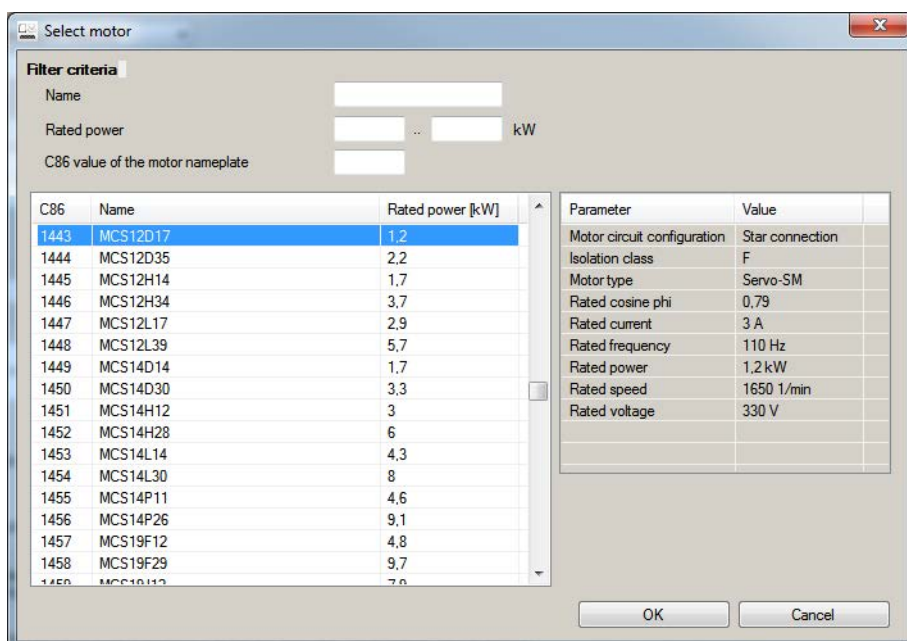 Select motor
Filter criteria
Name
Rated power .. kW
C86 value of the motor nameplate
C86 Name Rated power [kW]
1443 MCS12D17 1,2
1444 MCS12D35 2,2
1445 MCS12H14 1,7
1446 MCS12H34 3,7
1447 MCS12L17 2,9
1448 MCS12L39 5,7
1449 MCS14D14 1,7
1450 MCS14D30 3,3
1451 MCS14H12 3
1452 MCS14H28 6
1453 MCS14L14 4,3
1454 MCS14L30 8
1455 MCS14P11 4,6
1456 MCS14P26 9,1
1457 MCS19F12 4,8
1458 MCS19F29 9,7
Parameter Value
Motor circuit configuration Star connection
Isolation class F
Motor type Servo-SM
Rated cosine phi 0,79
Rated current 3 A
Rated frequency 110 Hz
Rated power 1,2 kW
Rated speed 1650 1/min
Rated voltage 330 V
OK Cancel